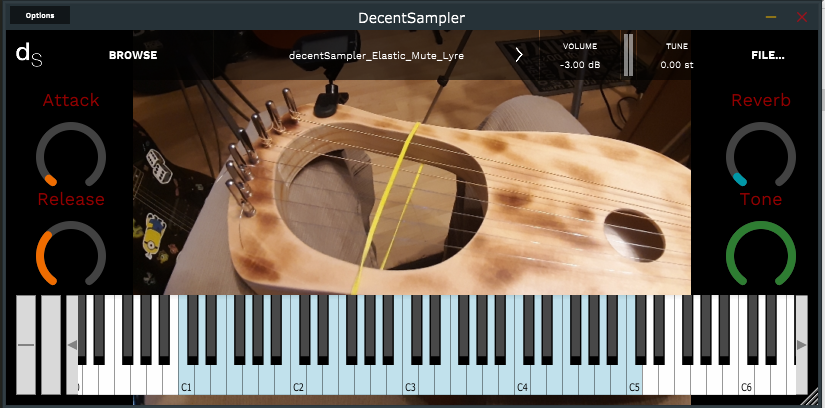 Options
DecentSampler
ds
BROWSE
decentSampler_Elastic_Mute_Lyre
VOLUME
-3.00 dB
TUNE
0.00 st
FILE...
Attack
Reverb
Release
Tone
C1
C2
C3
C4
C5
C6